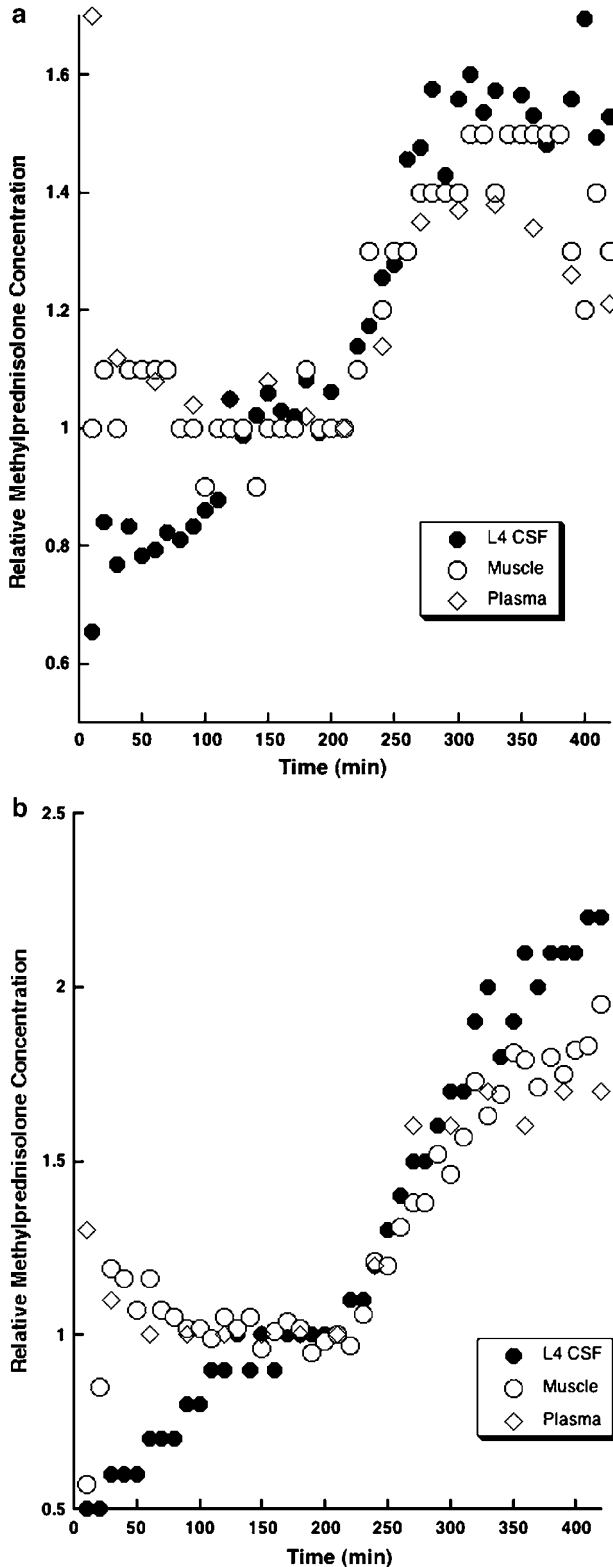 a
Relative Methylprednisolone Concentration
1.6
1.4
1.2
1
0.8
0.6
L4 CSF
Muscle
Plasma
0 50 100 150 200 250 300 350 400
Time (min)
b
Relative Methylprednisolone Concentration
2.5
2
1.5
1
0.5
L4 CSF
Muscle
Plasma
0 50 100 150 200 250 300 350 400
Time (min)